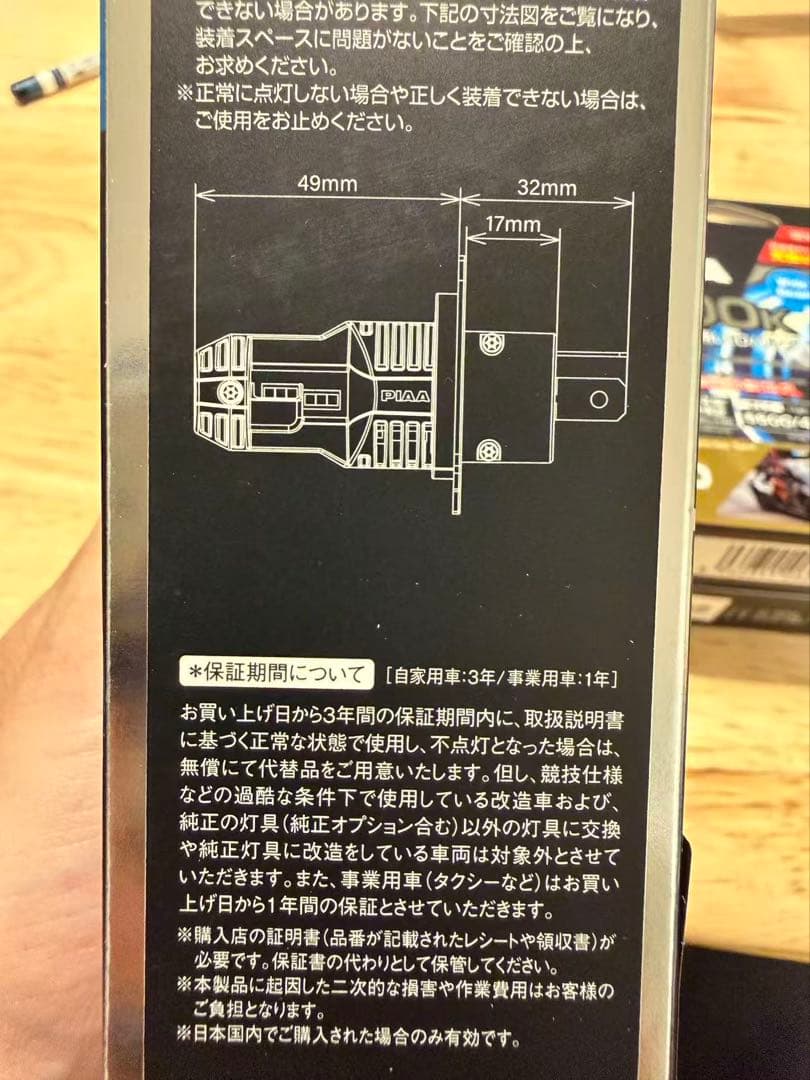 できない場合があります。下記の寸法図をご覧になり、
装着スペースに問題がないことをご確認の上、
お求めください。
※正常に点灯しない場合や正しく装着できない場合は、
ご使用をお止めください。
49mm
32mm
17mm
PIAA
*保証期間について [自家用車:3年/事業用車:1年]
お買い上げ日から3年間の保証期間内に、取扱説明書
に基づく正常な状態で使用し、不点灯となった場合は、
無償にて代替品をご用意いたします。但し、競技仕様
などの過酷な条件下で使用している改造車および、
純正の灯具(純正オプション含む)以外の灯具に交換
や純正灯具に改造をしている車両は対象外とさせて
いただきます。また、事業用車(タクシーなど)はお買い
上げ日から1年間の保証とさせていただきます。
※購入店の証明書(品番が記載されたレシートや領収書)が
必要です。保証書の代わりとして保管してください。
※本製品に起因した二次的な損害や作業費用はお客様の
ご負担となります。
※日本国内でご購入された場合のみ有効です。